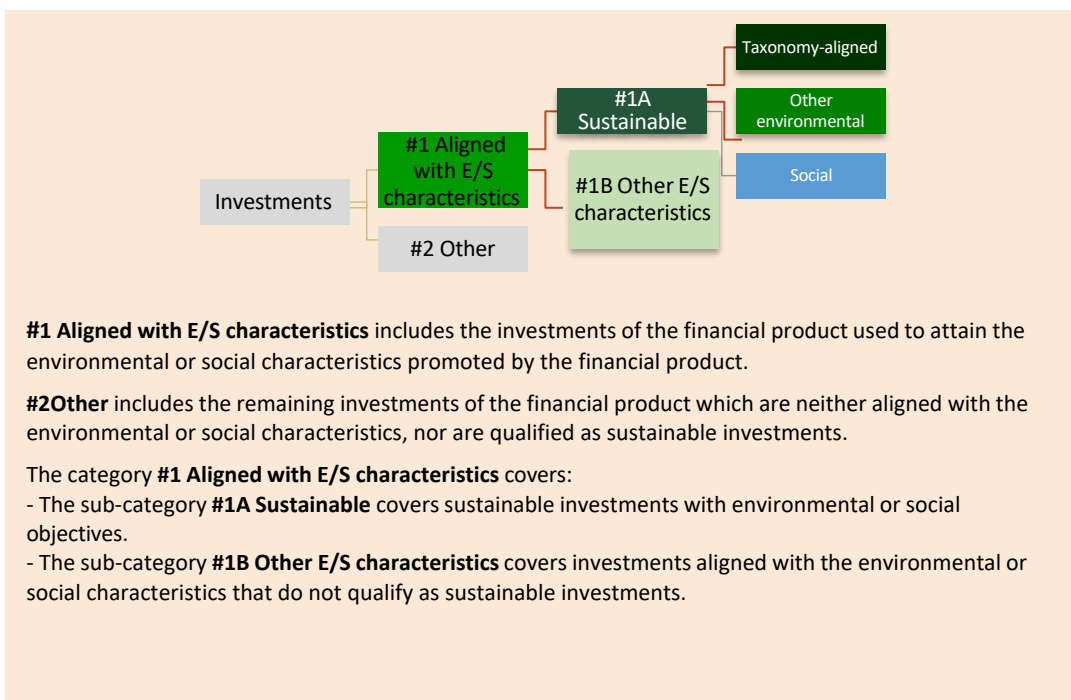 Taxonomy-aligned
#1A
Sustainable
Other
environmental
#1 Aligned
with E/S
characteristics
#1B Other E/S
characteristics
Social
Investments
#2 Other
#1 Aligned with E/S characteristics includes the investments of the financial product used to attain the
environmental or social characteristics promoted by the financial product.
#2Other includes the remaining investments of the financial product which are neither aligned with the
environmental or social characteristics, nor are qualified as sustainable investments.
The category #1 Aligned with E/S characteristics covers:
- The sub-category #1A Sustainable covers sustainable investments with environmental or social
objectives.
- The sub-category #1B Other E/S characteristics covers investments aligned with the environmental or
social characteristics that do not qualify as sustainable investments.